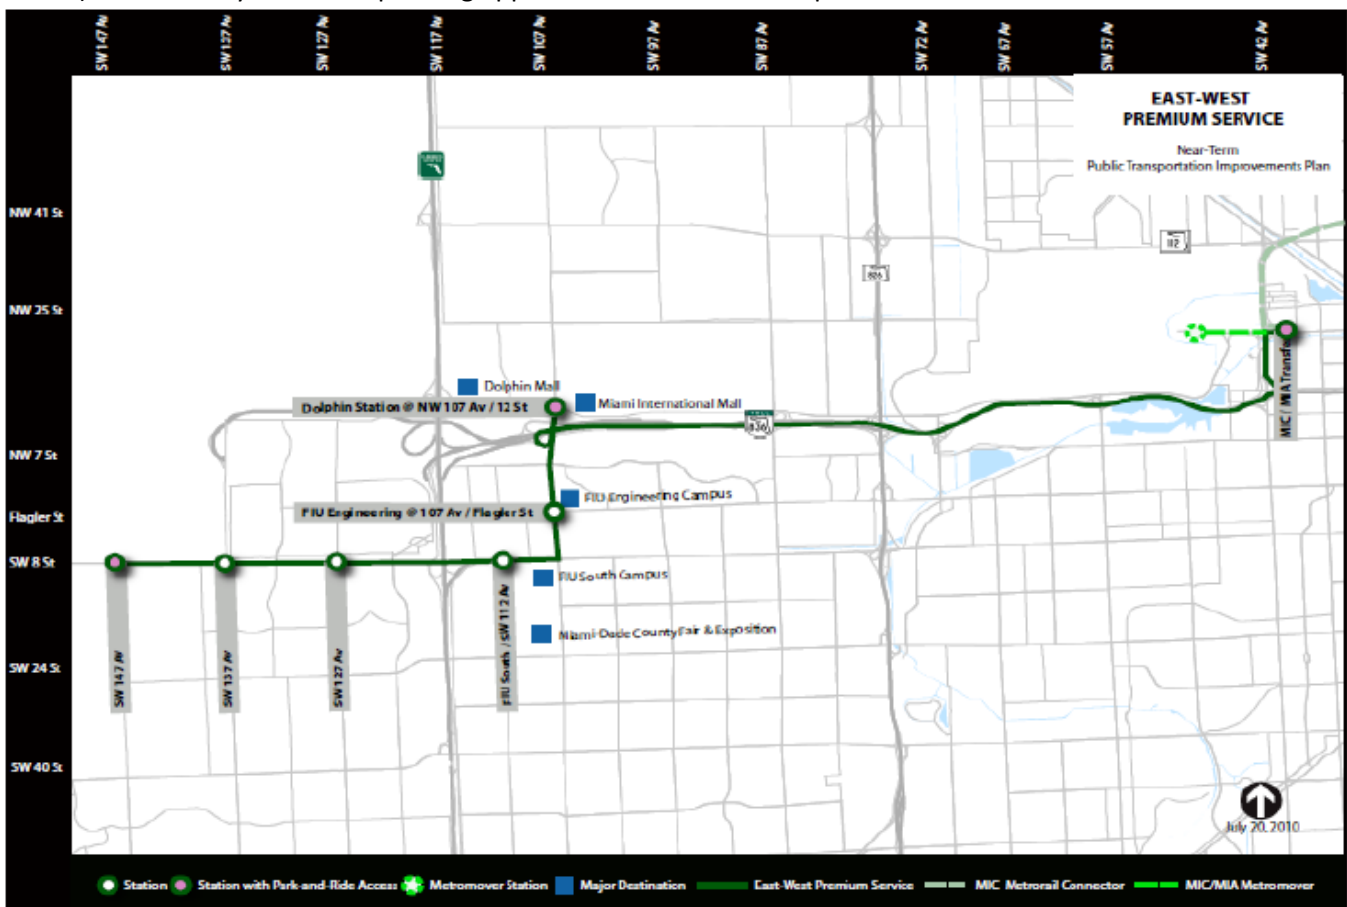 SW 147 Av
SW 137 Av
SW 127 Av
SW 117 Av
SW 107 Av
SW 97 Av
SW 87 Av
SW 72 Av
SW 67 Av
SW 57 Av
SW 42 Av
EAST-WEST
PREMIUM SERVICE
Near-Term
Public Transportation Improvements Plan
NW 41 St
112
826
NW 25 St
Dolphin Mall
Dolphin Station @ NW 107 Av / 12 St
Miami International Mall
836
MIC / MIA Transfer
NW 7 St
FIU Engineering Campus
FIU Engineering @ 107 Av / Flagler St
Flagler St
SW 8 St
FIU South Campus
Miami-Dade County Fair & Exposition
SW 147 Av
SW 137 Av
SW 127 Av
FIU South / SW 112 Av
SW 24 St
SW 40 St
July 20, 2010
Station
Station with Park-and-Ride Access
Metromover Station
Major Destination
East-West Premium Service
MIC Metrorail Connector
MIC/MIA Metromover